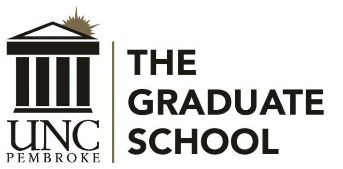 UNC
PEMBROKE
THE
GRADUATE
SCHOOL